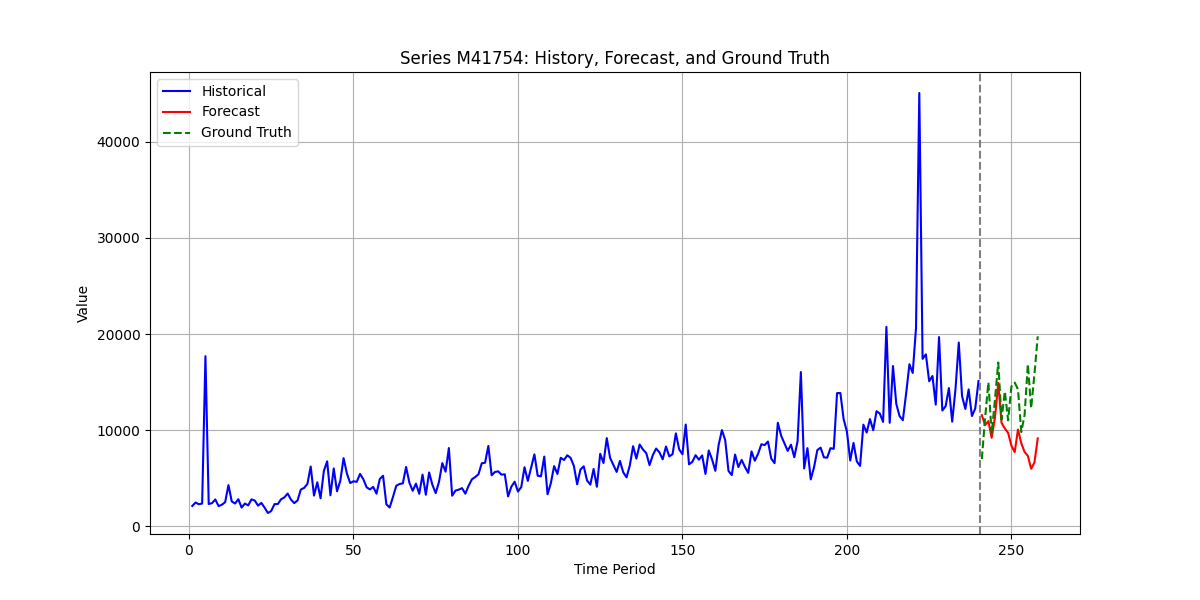 Series M41754: History, Forecast, and Ground Truth
Historical
Forecast
Ground Truth
40000
30000
20000
10000
0
Value
0 50 100 150 200 250
Time Period